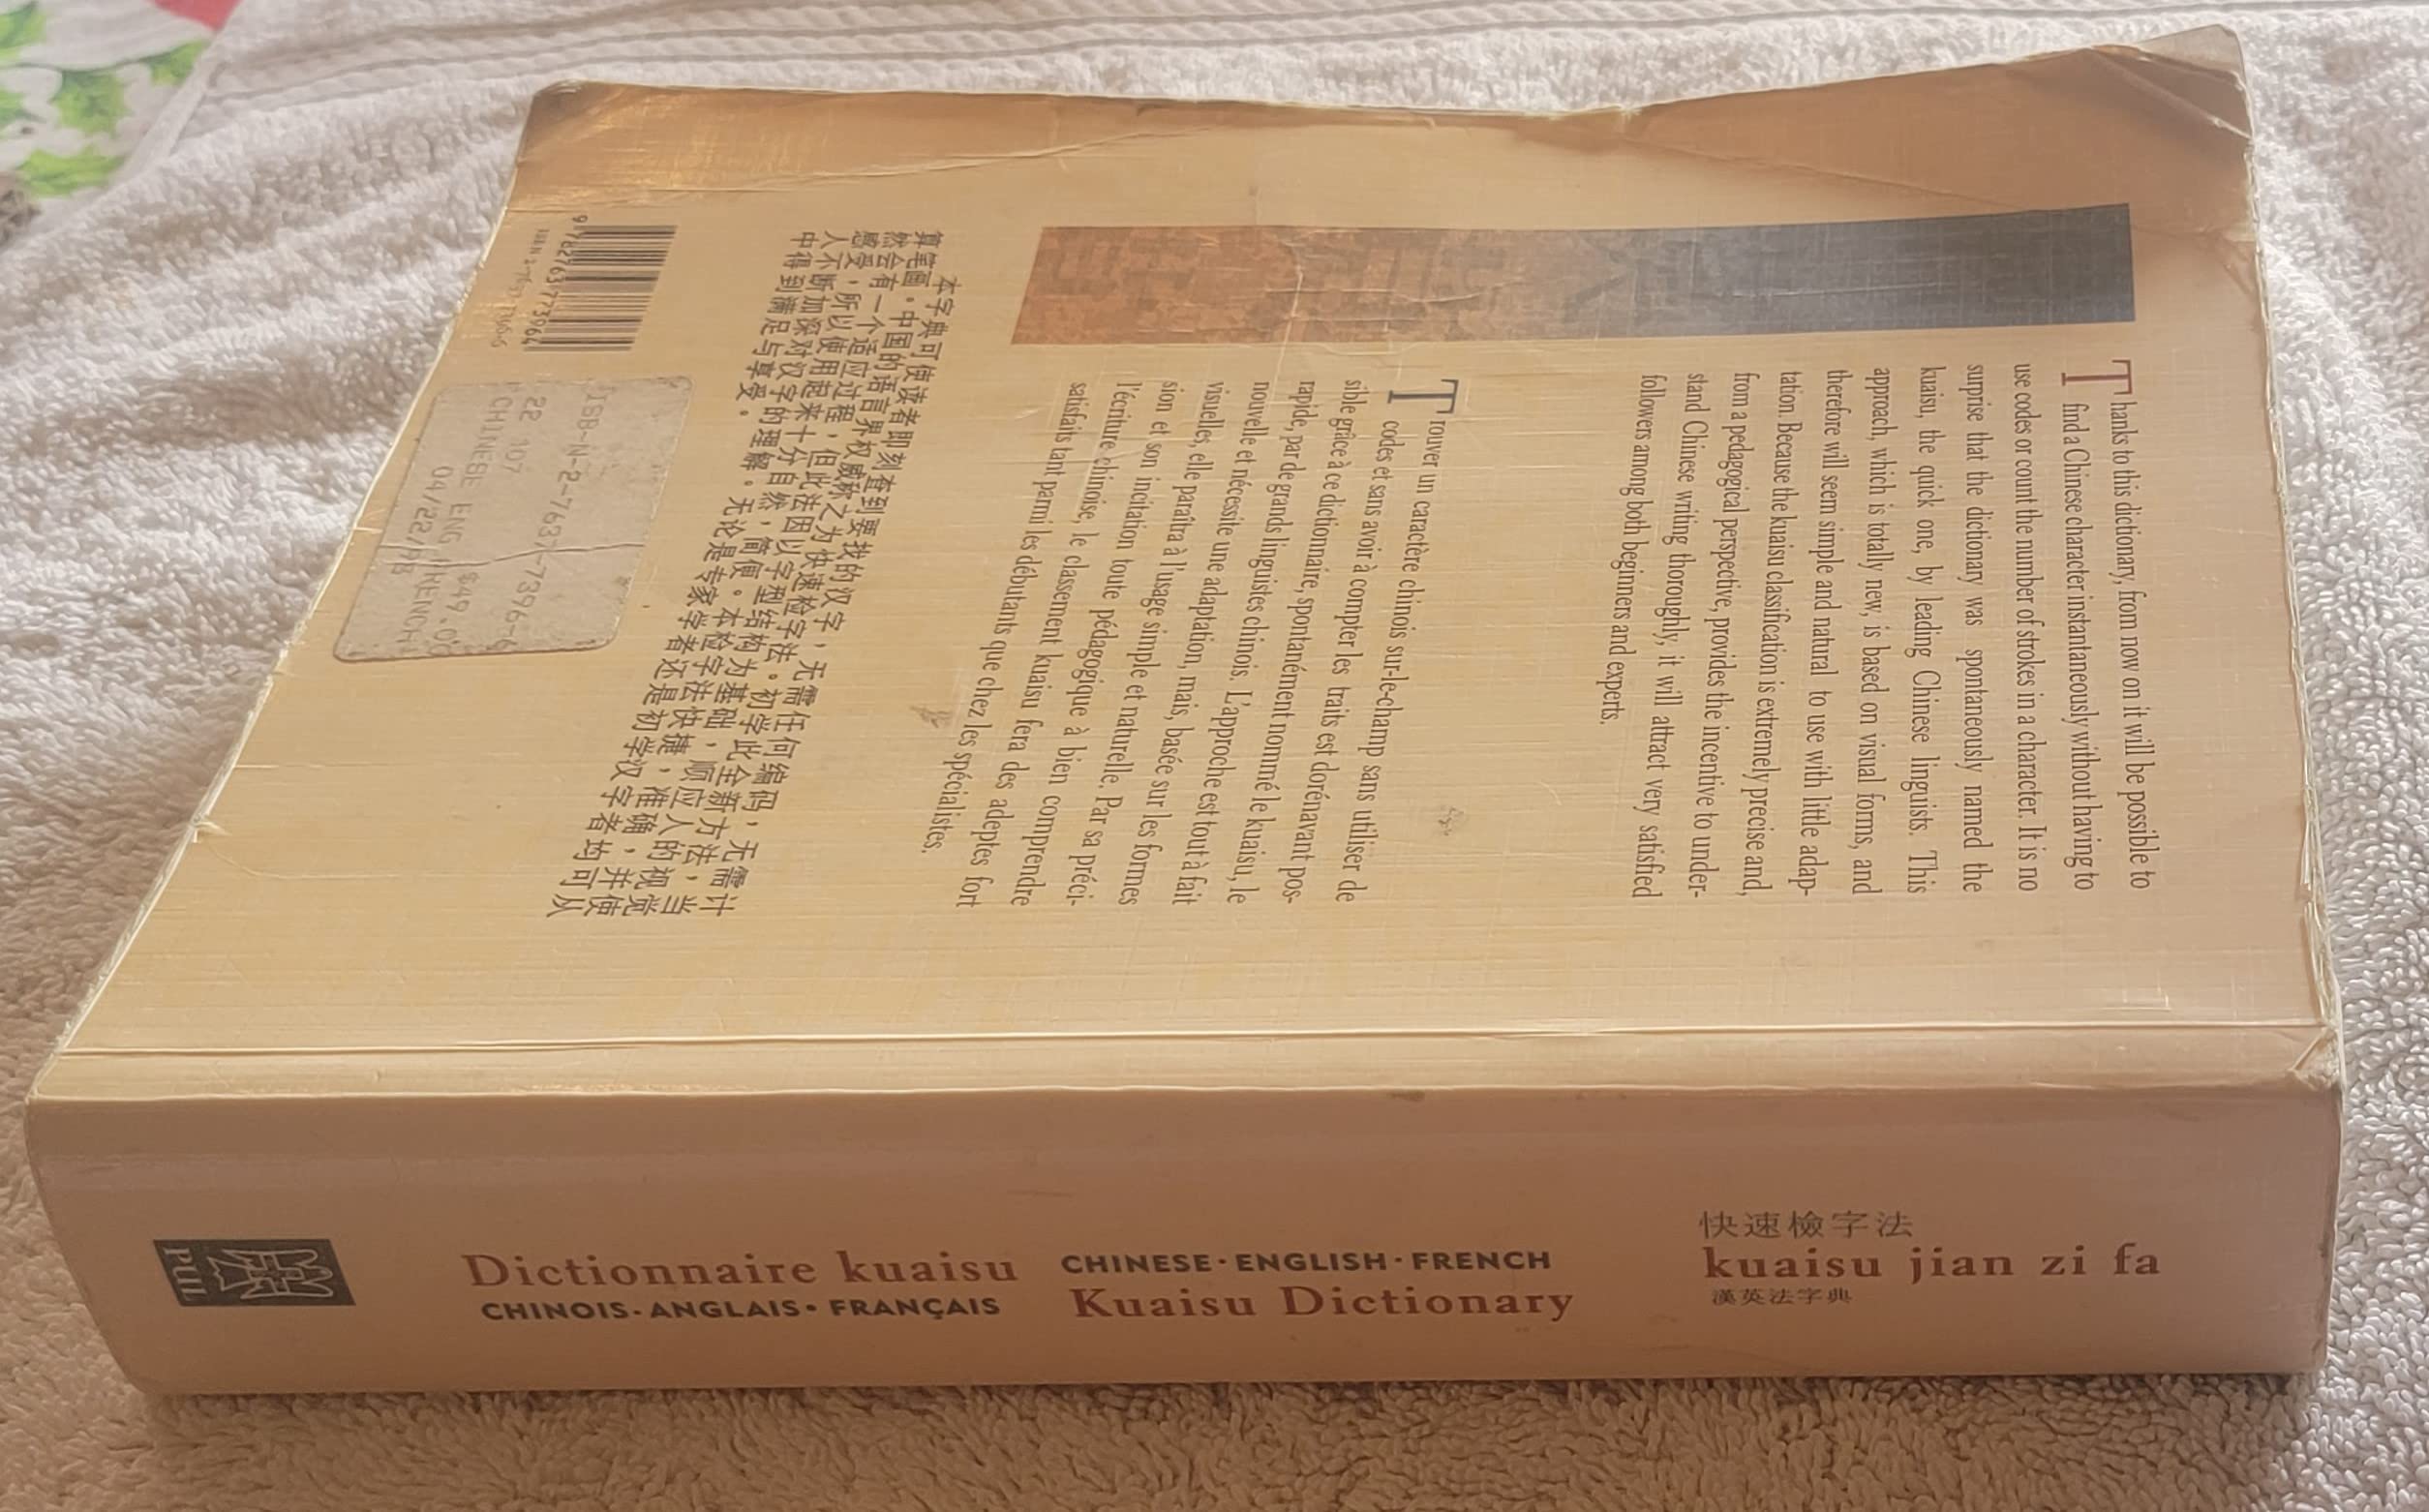 Thanks to this dictionary, from now on it will be possible to
find a Chinese character instantaneously without having to
use codes or count the number of strokes in a character. It is no
surprise that the dictionary was spontaneously named the
kuaisu, the quick one, by leading Chinese linguists. This
approach, which is totally new, is based on visual forms, and
therefore will seem simple and natural to use with little adap-
tation. Because the kuaisu classification is extremely precise and,
from a pedagogical perspective, provides the incentive to under-
stand Chinese writing thoroughly, it will attract very satisfied
followers among both beginners and experts.
Trouver un caractère chinois sur-le-champ sans utiliser de
codes et sans avoir à compter les traits est dorénavant pos-
sible grâce à ce dictionnaire, spontanément nommé le kuaisu, le
rapide, par de grands linguistes chinois. L'approche est tout à fait
nouvelle et nécessite une adaptation, mais, basée sur les formes
visuelles, elle paraîtra à l'usage simple et naturelle. Par sa préci-
sion et son incitation toute pédagogique à bien comprendre
l'écriture chinoise, le classement kuaisu fera des adeptes fort
satisfaits tant parmi les débutants que chez les spécialistes.
本字典可使读者即刻查到要找的汉字，无需任何编码，无需计
算笔画。中国的语言界权威称之为快速检字法。初学此全新方法，当
然会有一个适应过程，但此法因以字型结构为基础，顺应人的视觉
感受，所以使用起来十分自然，简便。本检字法快捷，准确，并使
人不断加深对汉字的理解。无论是专家学者还是初学汉字者均可从
中得到满足与享受。
9 782763 773964
ISBN 2-7637-7396-6
ISB-N-2-7637-7396-6
22 107 $49.00
CHINESE ENG FRENCH
PUL
Dictionnaire kuaisu
CHINOIS · ANGLAIS · FRANÇAIS
CHINESE · ENGLISH · FRENCH
Kuaisu Dictionary
快速檢字法
kuaisu jian zi fa
漢英法字典